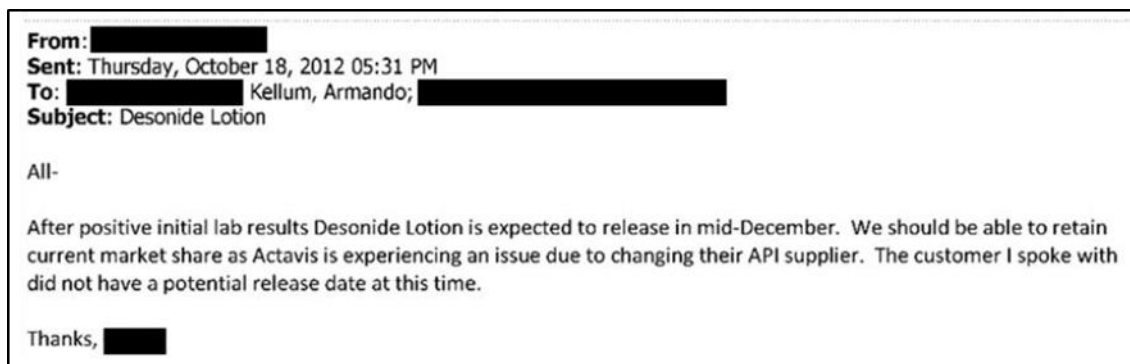 From:
Sent: Thursday, October 18, 2012 05:31 PM
To: Kellum, Armando;
Subject: Desonide Lotion
All-
After positive initial lab results Desonide Lotion is expected to release in mid-December. We should be able to retain
current market share as Actavis is experiencing an issue due to changing their API supplier. The customer I spoke with
did not have a potential release date at this time.
Thanks,